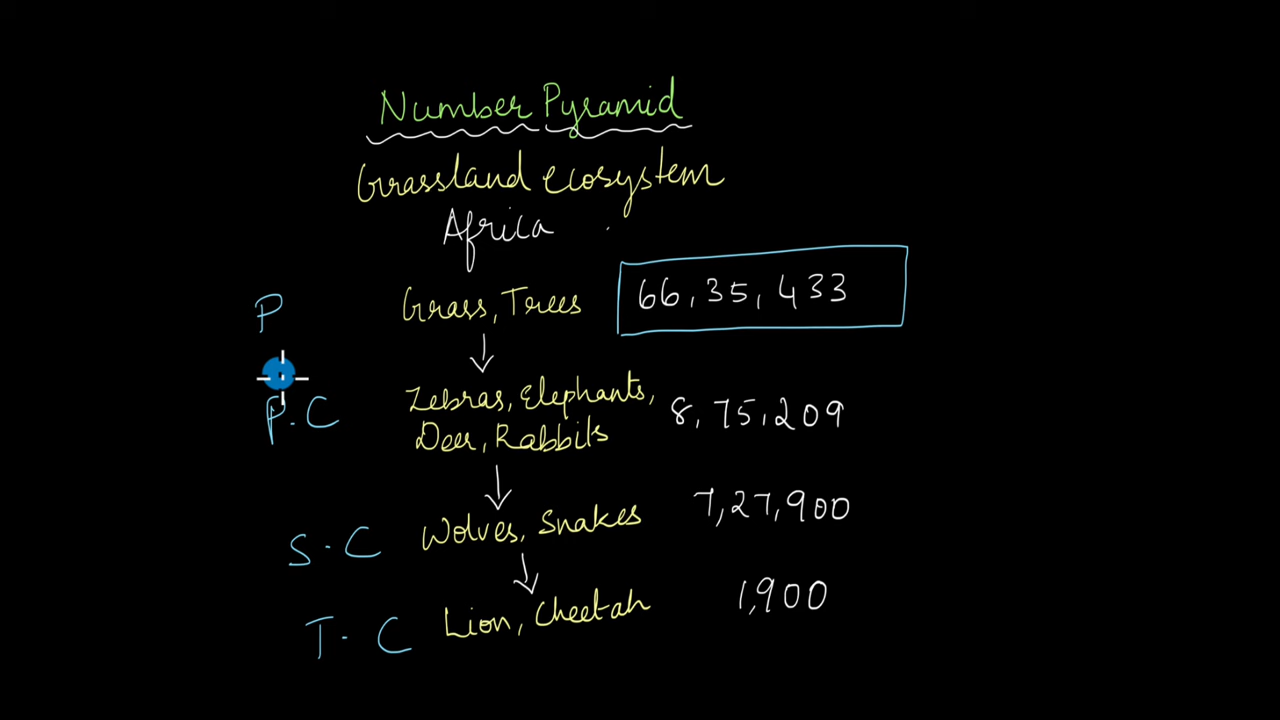 Number Pyramid
Grassland ecosystem
Africa
P Grass, Trees 66,35,433
P.C Zebras, Elephants, 8,75,209
Deer, Rabbits
S.C Wolves, Snakes 7,27,900
T.C Lion, Cheetah 1,900